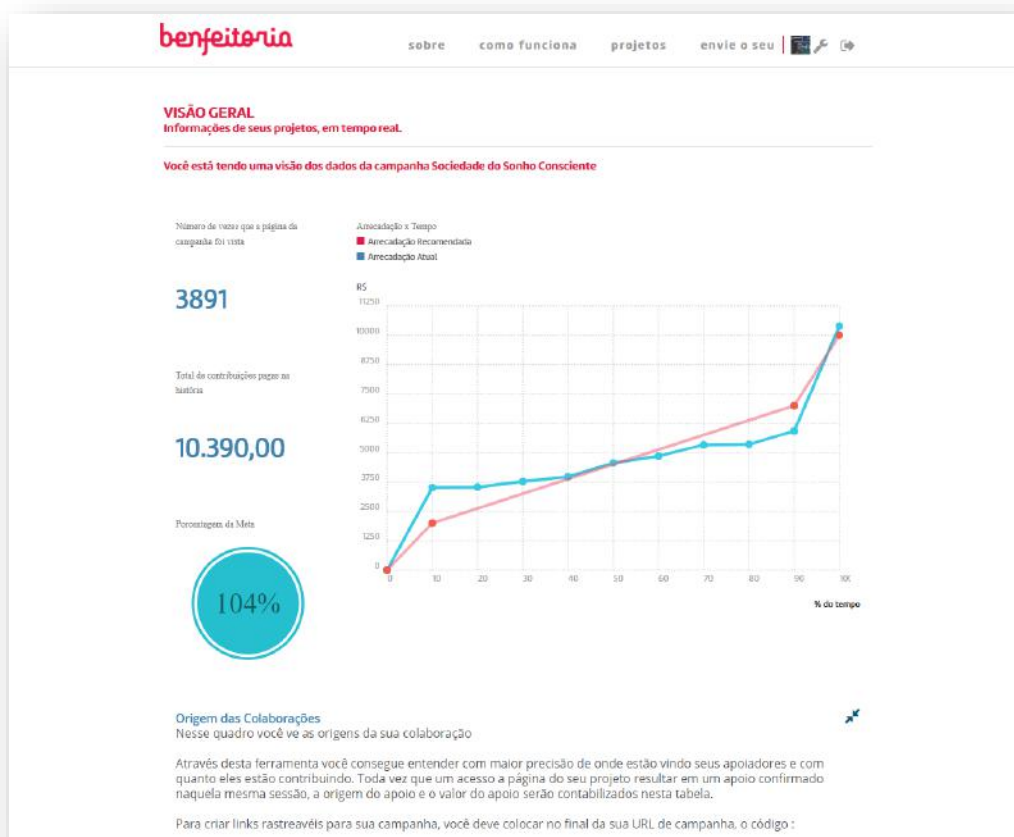 benfeitoria
sobre como funciona projetos envie o seu
VISÃO GERAL
Informações de seus projetos, em tempo real.
Você está tendo uma visão dos dados da campanha Sociedade do Sonho Consciente
Número de vezes que a página da
campanha foi vista
3891
Total de contribuições pagas na
história
10.390,00
Porcentagem da Meta
104%
Arrecadação x Tempo
Arrecadação Recomendada
Arrecadação Atual
R$
11250
10000
8750
7500
6250
5000
3750
2500
1250
0
0 10 20 30 40 50 60 70 80 90 100
% do tempo
Origem das Colaborações
Nesse quadro você ve as origens da sua colaboração
Através desta ferramenta você consegue entender com maior precisão de onde estão vindo seus apoiadores e com
quanto eles estão contribuindo. Toda vez que um acesso a página do seu projeto resultar em um apoio confirmado
naquela mesma sessão, a origem do apoio e o valor do apoio serão contabilizados nesta tabela.
Para criar links rastreavéis para sua campanha, você deve colocar no final da sua URL de campanha, o código :